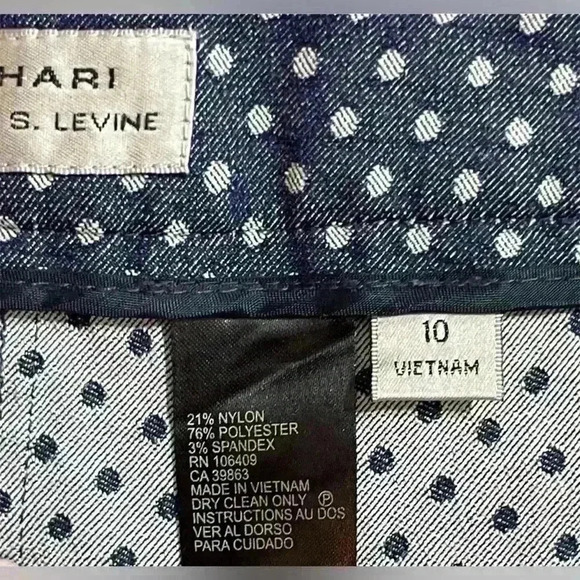 HARI
S. LEVINE
10
VIETNAM
21% NYLON
76% POLYESTER
3% SPANDEX
RN 106409
CA 39863
MADE IN VIETNAM
DRY CLEAN ONLY Ⓟ
INSTRUCTIONS AU DOS
VER AL DORSO
PARA CUIDADO